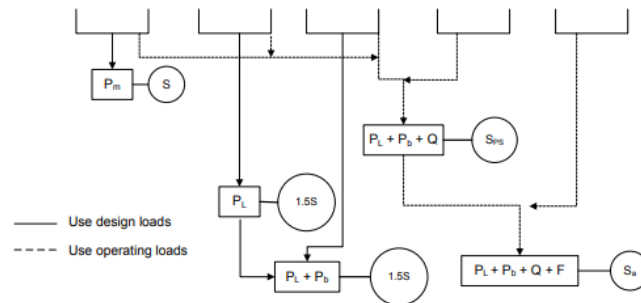 Pm S
PL + Pb + Q SPS
PL 1.5S
Use design loads
Use operating loads
PL + Pb 1.5S
PL + Pb + Q + F Sa